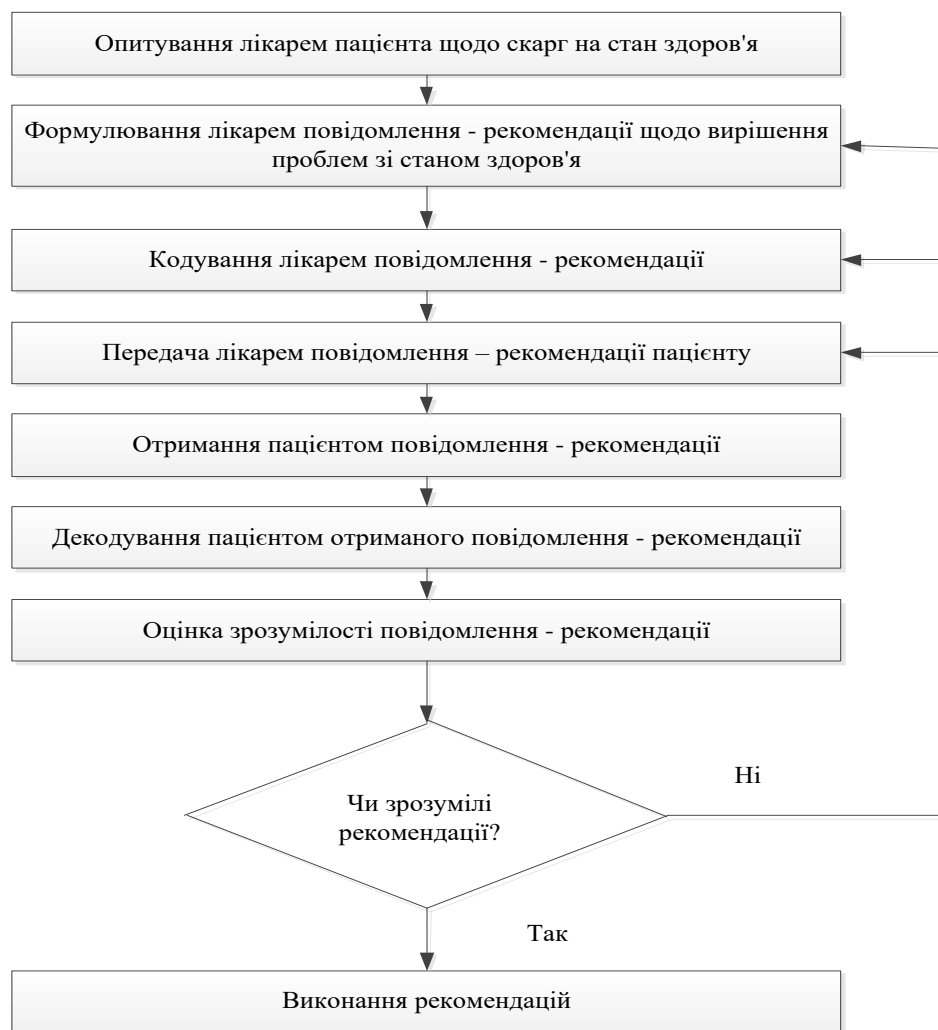 Опитування лікарем пацієнта щодо скарг на стан здоров'я
Формулювання лікарем повідомлення - рекомендації щодо вирішення
проблем зі станом здоров'я
Кодування лікарем повідомлення - рекомендації
Передача лікарем повідомлення – рекомендації пацієнту
Отримання пацієнтом повідомлення - рекомендації
Декодування пацієнтом отриманого повідомлення - рекомендації
Оцінка зрозумілості повідомлення - рекомендації
Ні
Чи зрозумілі
рекомендації?
Так
Виконання рекомендацій